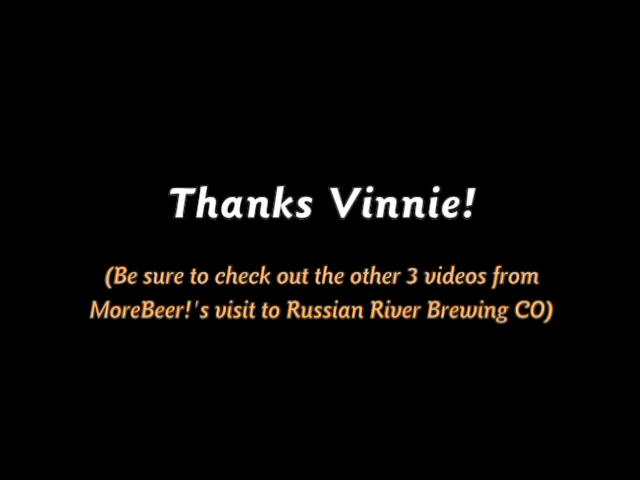 Thanks Vinnie!
(Be sure to check out the other 3 videos from
MoreBeer!'s visit to Russian River Brewing CO)